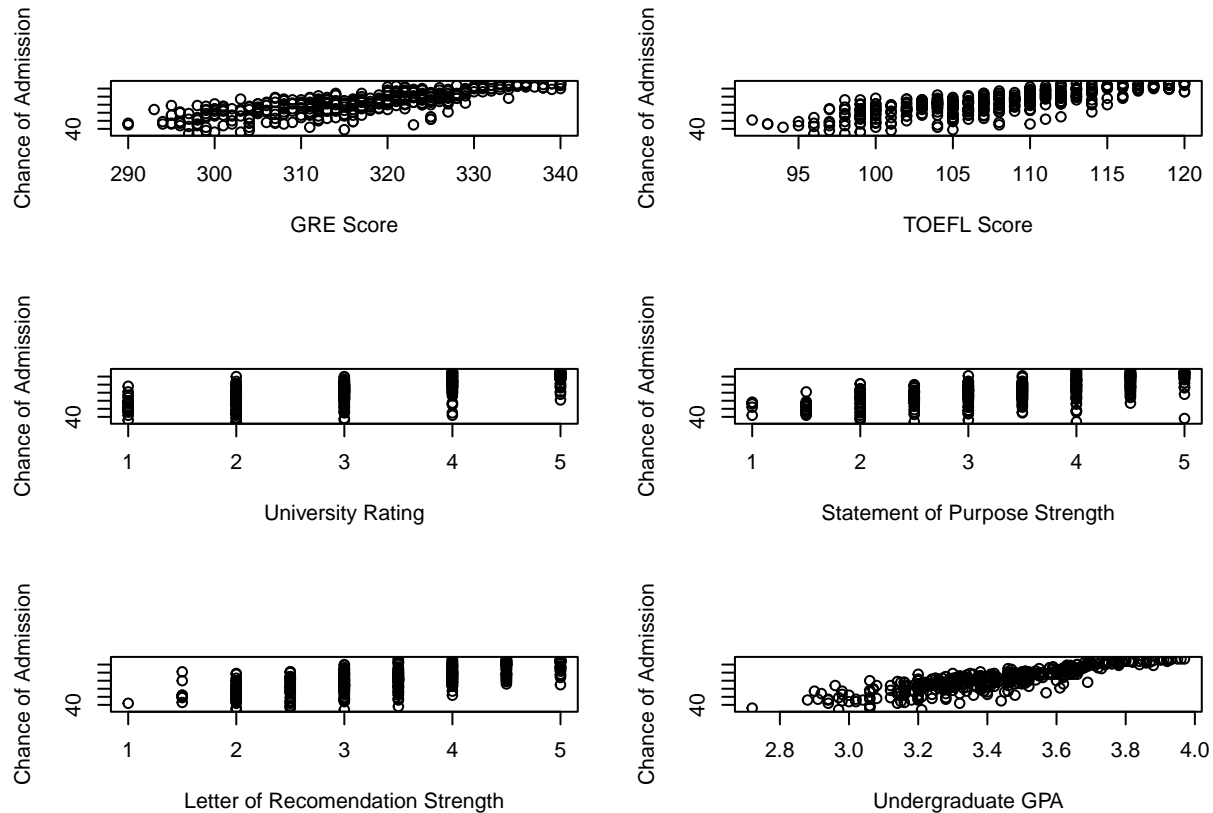 Chance of Admission
40
290 300 310 320 330 340
GRE Score
Chance of Admission
40
95 100 105 110 115 120
TOEFL Score
Chance of Admission
40
1 2 3 4 5
University Rating
Chance of Admission
40
1 2 3 4 5
Statement of Purpose Strength
Chance of Admission
40
1 2 3 4 5
Letter of Recomendation Strength
Chance of Admission
40
2.8 3.0 3.2 3.4 3.6 3.8 4.0
Undergraduate GPA